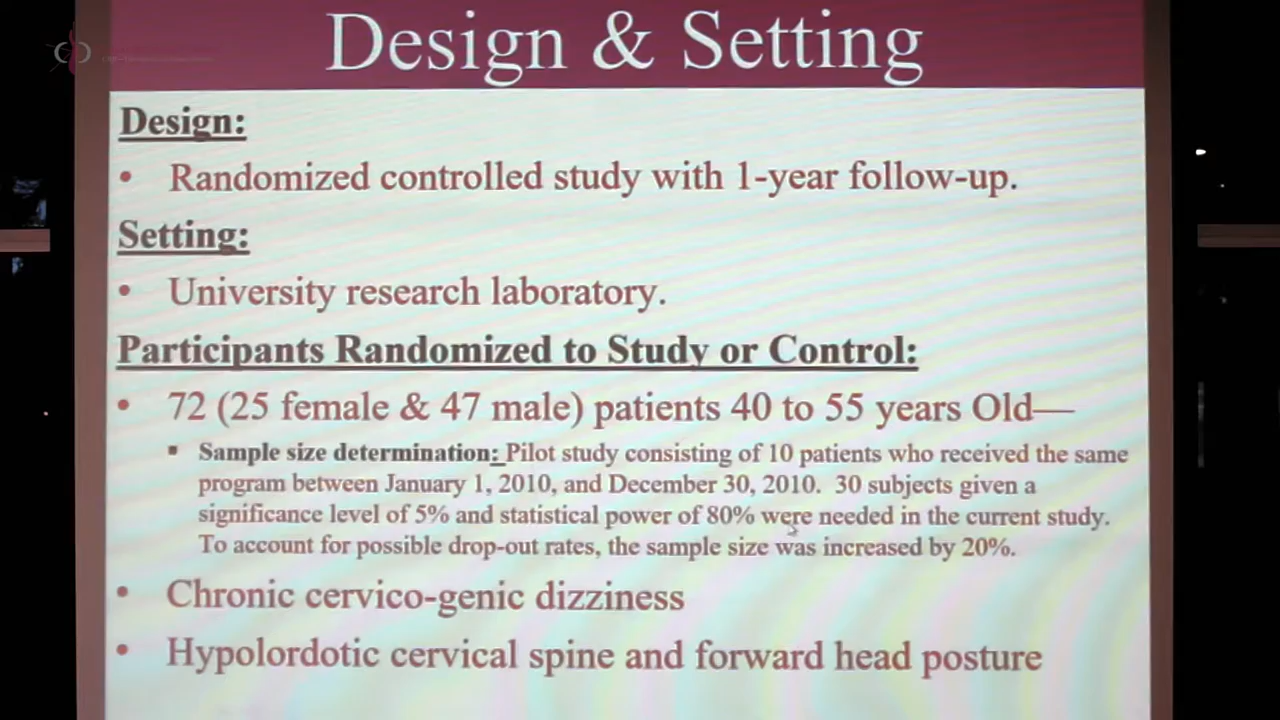 Design & Setting
Design:
• Randomized controlled study with 1-year follow-up.
Setting:
• University research laboratory.
Participants Randomized to Study or Control:
• 72 (25 female & 47 male) patients 40 to 55 years Old—
▪ Sample size determination: Pilot study consisting of 10 patients who received the same
program between January 1, 2010, and December 30, 2010. 30 subjects given a
significance level of 5% and statistical power of 80% were needed in the current study.
To account for possible drop-out rates, the sample size was increased by 20%.
• Chronic cervico-genic dizziness
• Hypolordotic cervical spine and forward head posture